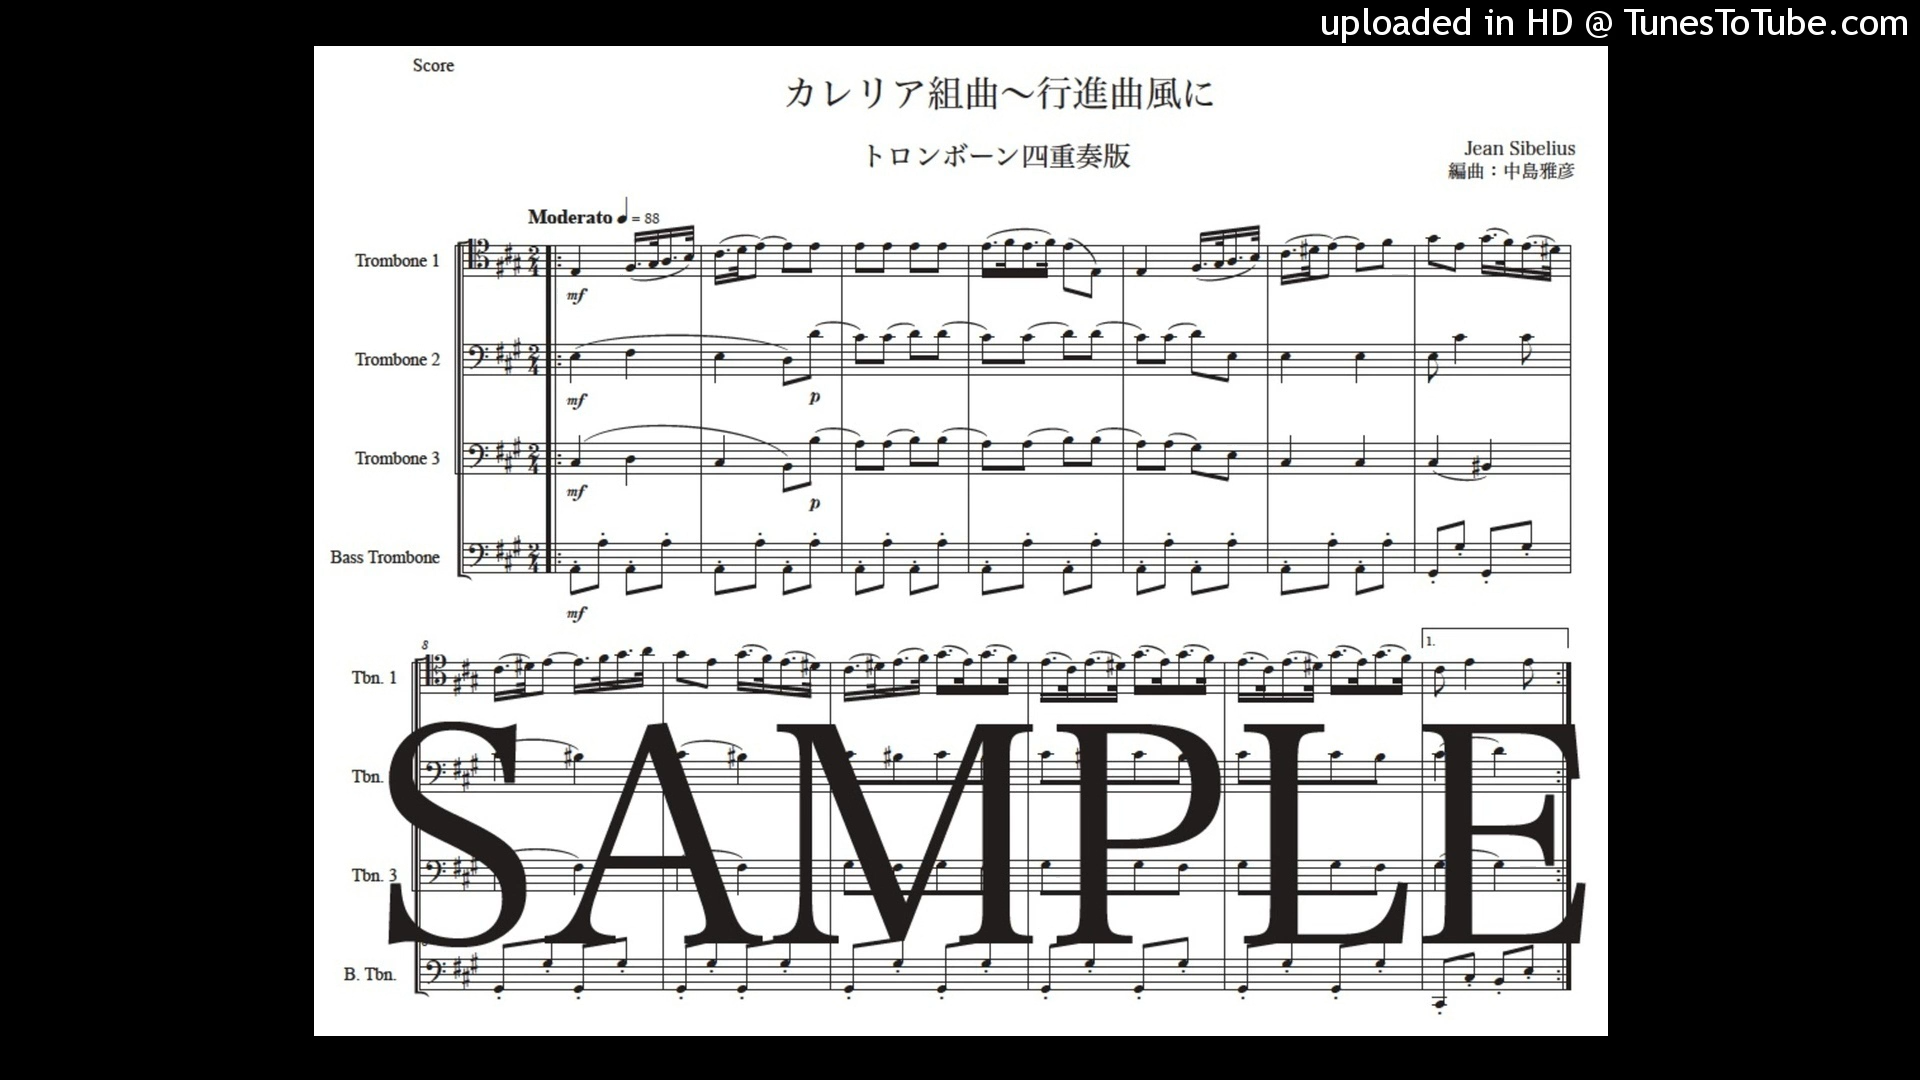 uploaded in HD @ TunesToTube.com
Score
カレリア組曲～行進曲風に
トロンボーン四重奏版
Jean Sibelius
編曲：中島雅彦
Moderato ♩ = 88
Trombone 1
mf
Trombone 2
mf
p
Trombone 3
mf
p
Bass Trombone
mf
8
1.
Tbn. 1
Tbn.
Tbn. 3
B. Tbn.
SAMPLE